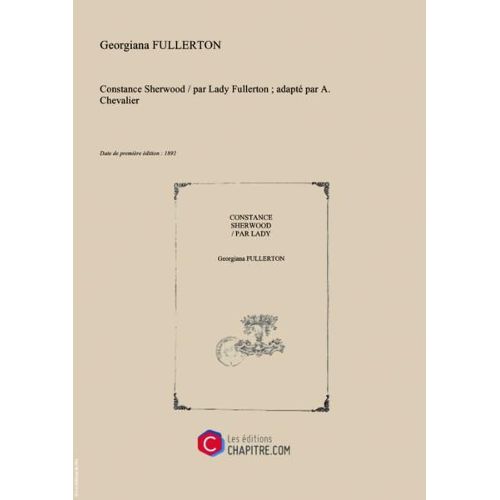 Georgiana FULLERTON
Constance Sherwood / par Lady Fullerton ; adapté par A.
Chevalier
Date de première édition : 1892
CONSTANCE
SHERWOOD
/ PAR LADY
Georgiana FULLERTON
Les éditions
CHAPITRE.COM